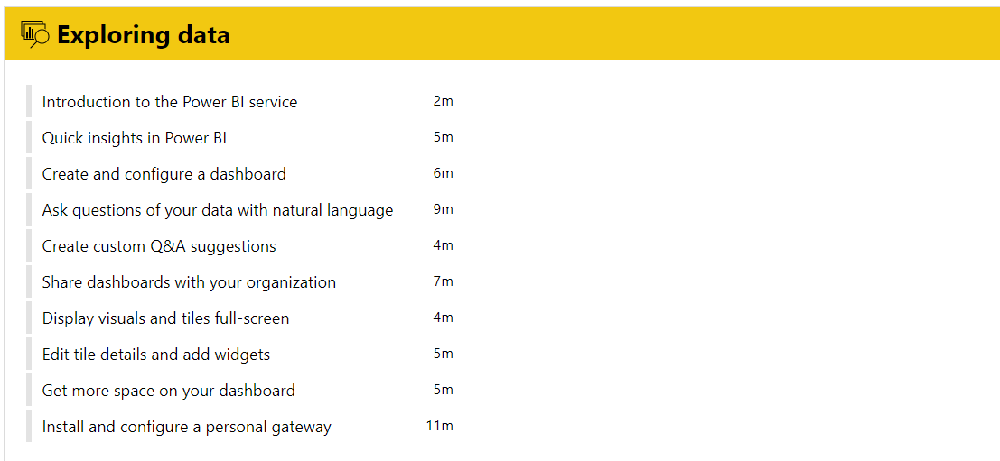 Exploring data
Introduction to the Power BI service 2m
Quick insights in Power BI 5m
Create and configure a dashboard 6m
Ask questions of your data with natural language 9m
Create custom Q&A suggestions 4m
Share dashboards with your organization 7m
Display visuals and tiles full-screen 4m
Edit tile details and add widgets 5m
Get more space on your dashboard 5m
Install and configure a personal gateway 11m